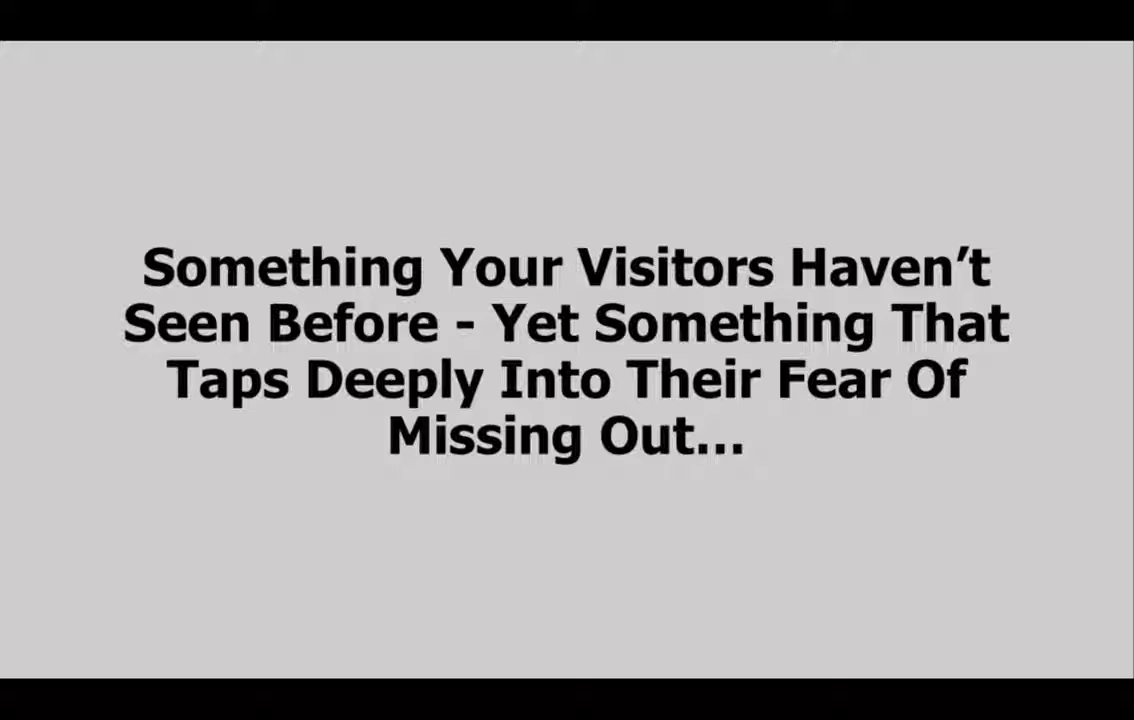 Something Your Visitors Haven’t
Seen Before - Yet Something That
Taps Deeply Into Their Fear Of
Missing Out...